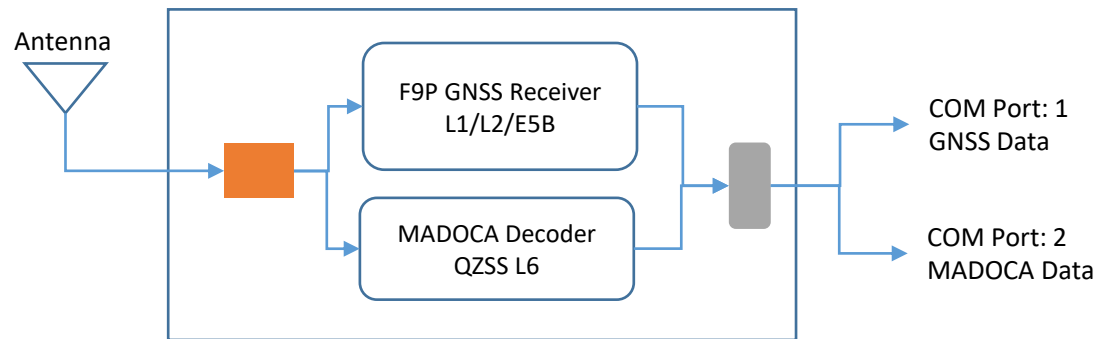 Antenna
F9P GNSS Receiver
L1/L2/E5B
MADOCA Decoder
QZSS L6
COM Port: 1
GNSS Data
COM Port: 2
MADOCA Data